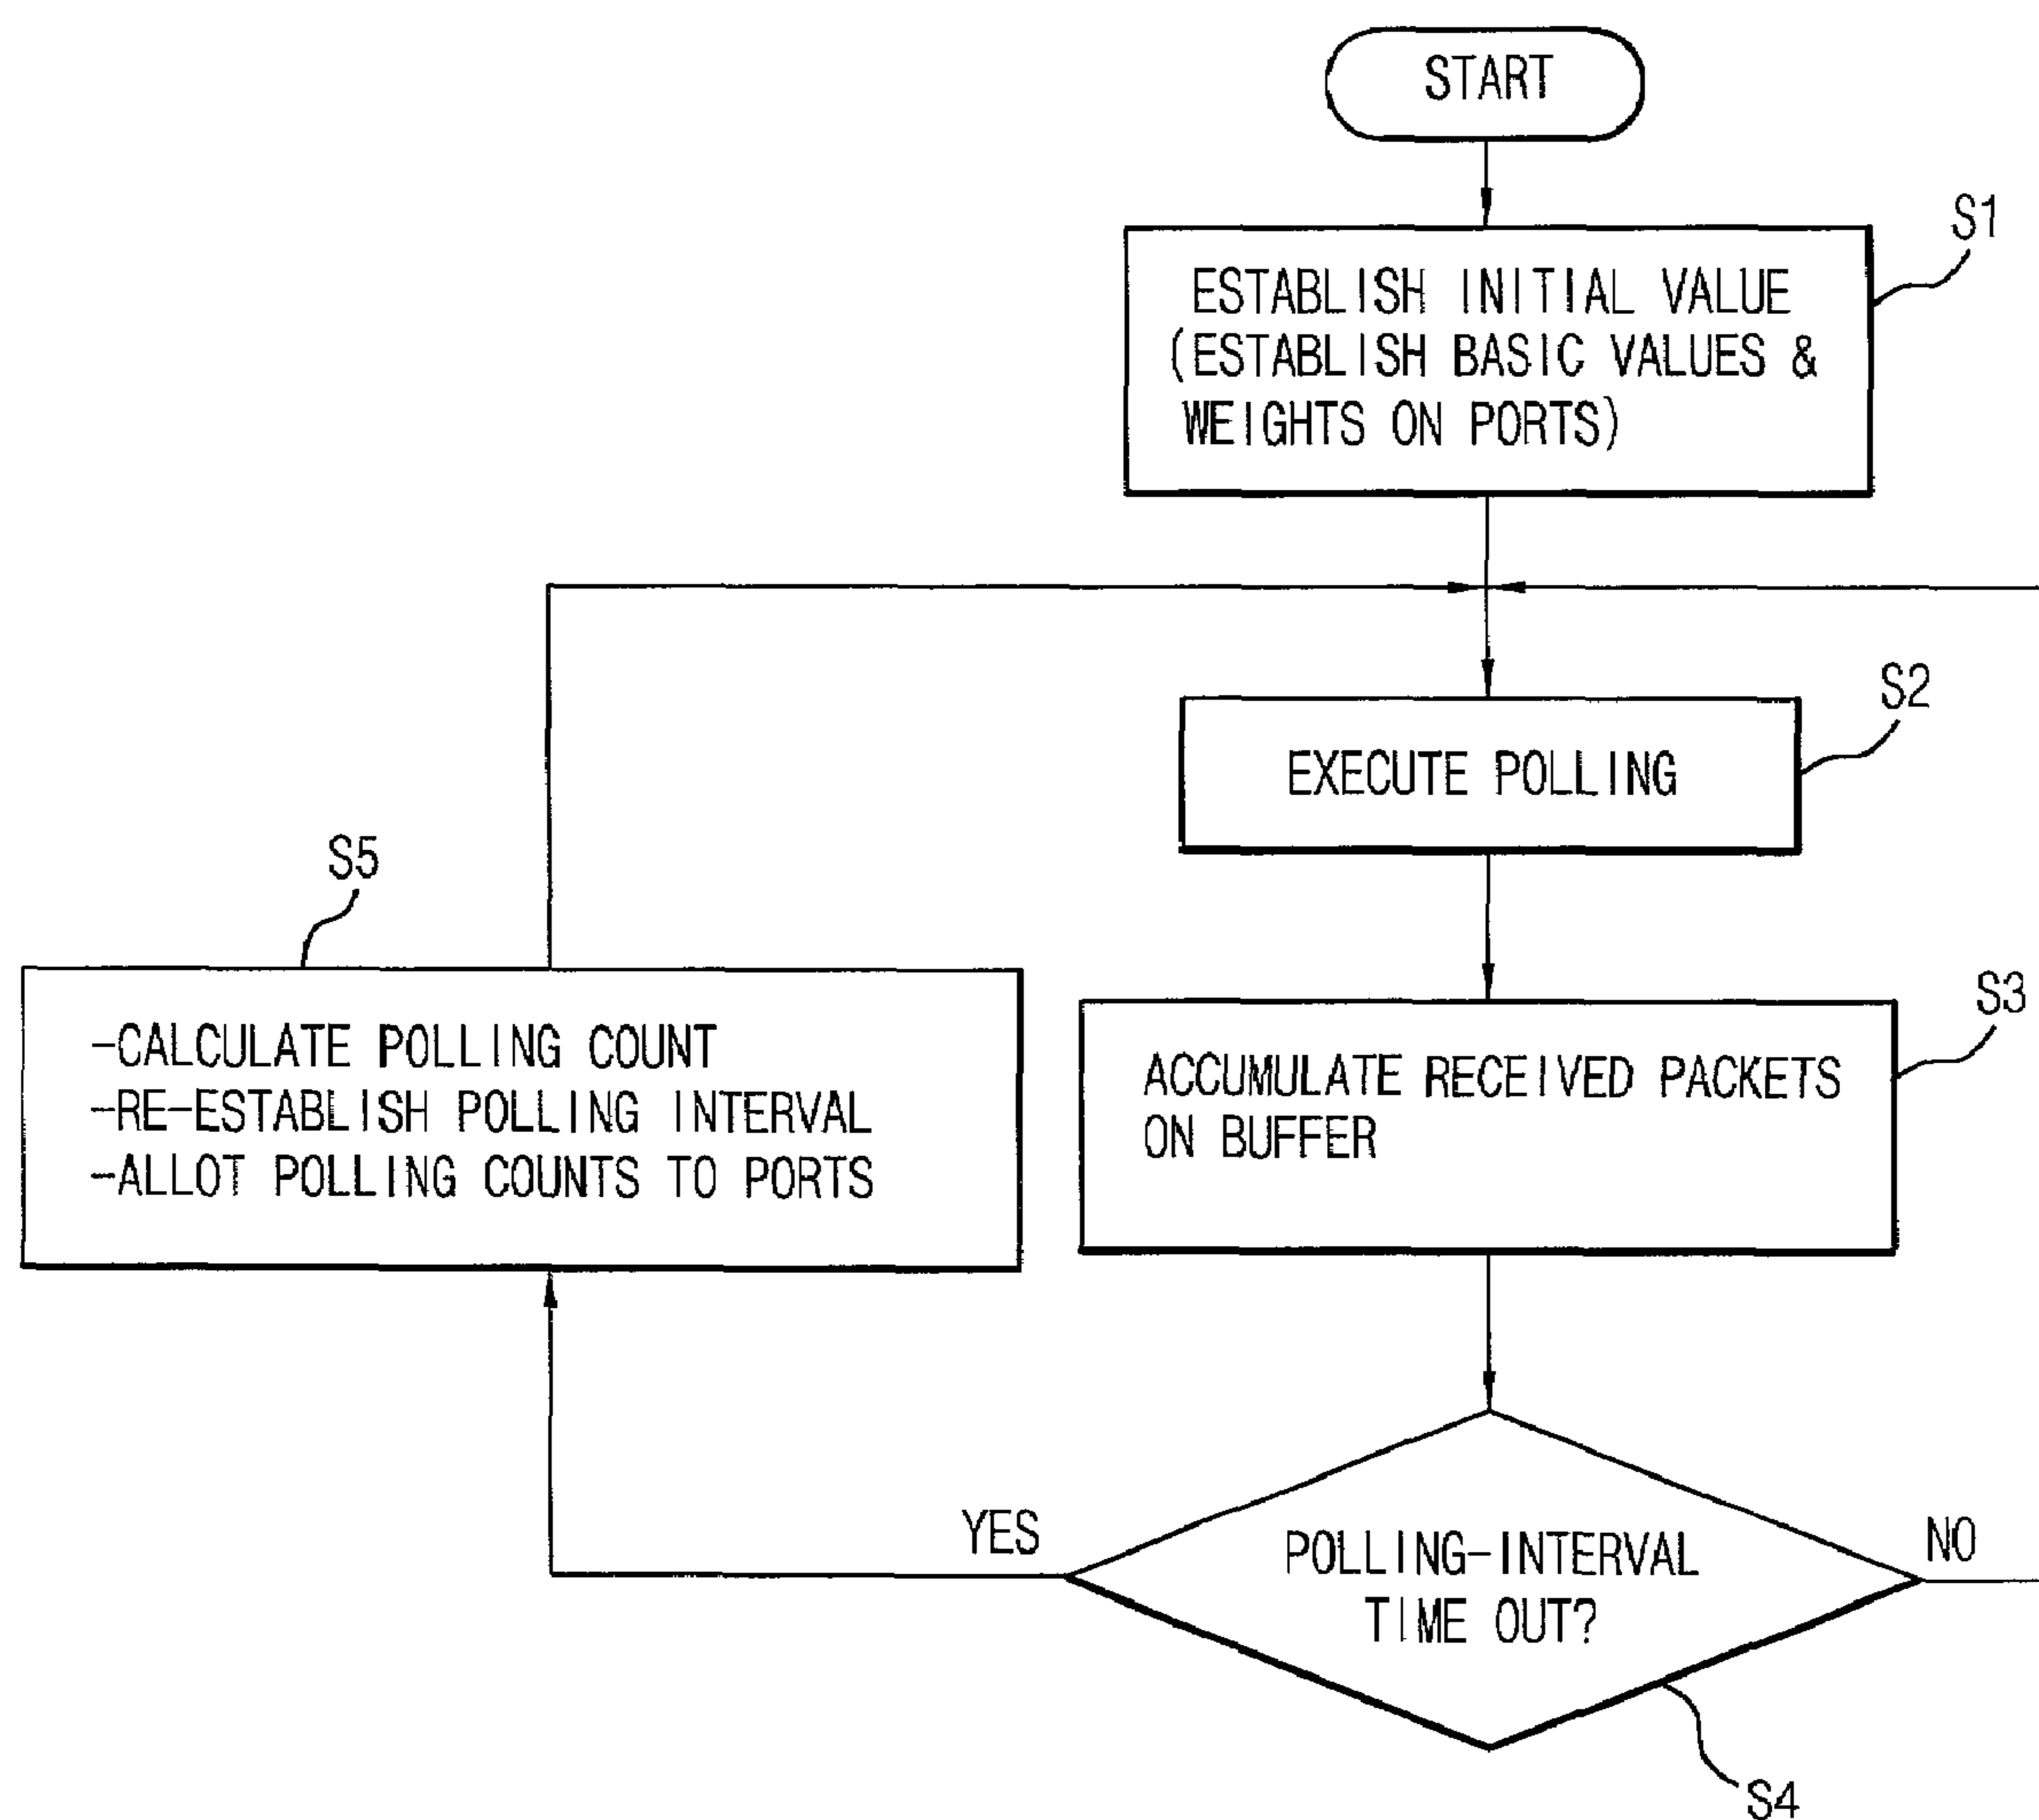 START
S1
ESTABLISH INITIAL VALUE
(ESTABLISH BASIC VALUES &
WEIGHTS ON PORTS)
S2
EXECUTE POLLING
S5
-CALCULATE POLLING COUNT
-RE-ESTABLISH POLLING INTERVAL
-ALLOT POLLING COUNTS TO PORTS
S3
ACCUMULATE RECEIVED PACKETS
ON BUFFER
YES
POLLING-INTERVAL
TIME OUT?
NO
S4